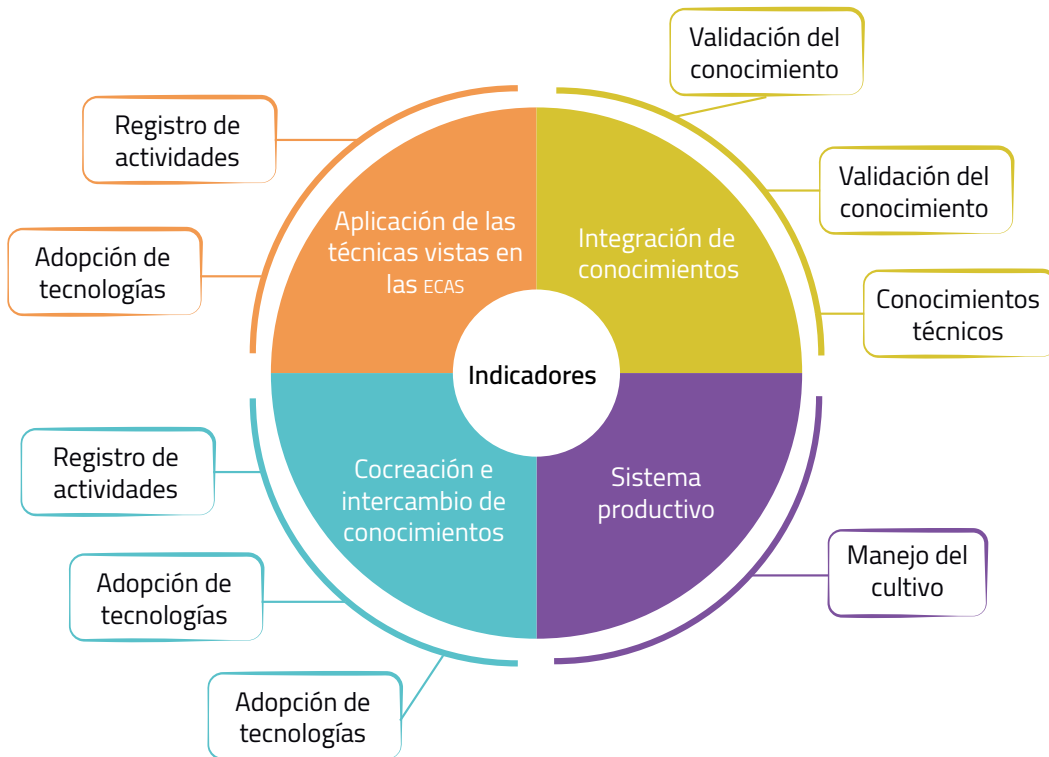 Validación del
conocimiento
Registro de
actividades
Validación del
conocimiento
Aplicación de las
técnicas vistas en
las ECAS
Integración de
conocimientos
Adopción de
tecnologías
Conocimientos
técnicos
Indicadores
Registro de
actividades
Cocreación e
intercambio de
conocimientos
Sistema
productivo
Manejo del
cultivo
Adopción de
tecnologías
Adopción de
tecnologías